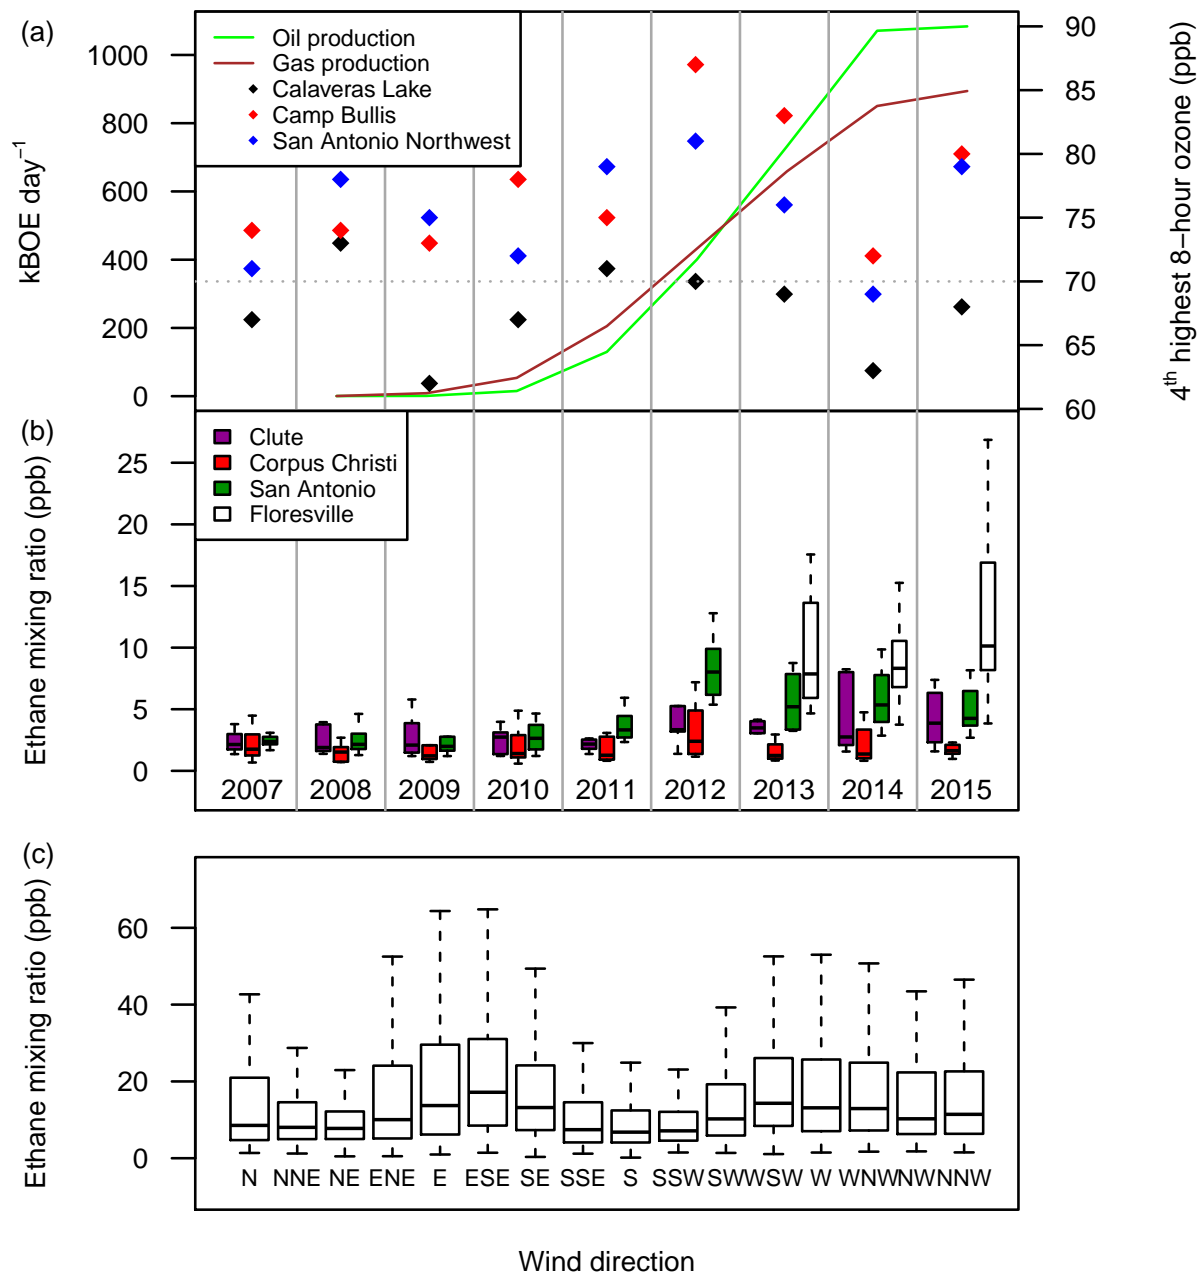 (a)
Oil production
Gas production
Calaveras Lake
Camp Bullis
San Antonio Northwest
kBOE day⁻¹
0
200
400
600
800
1000
4ᵗʰ highest 8−hour ozone (ppb)
60
65
70
75
80
85
90
(b)
Clute
Corpus Christi
San Antonio
Floresville
Ethane mixing ratio (ppb)
0
5
10
15
20
25
2007 2008 2009 2010 2011 2012 2013 2014 2015
(c)
Ethane mixing ratio (ppb)
0
20
40
60
N NNE NE ENE E ESE SE SSE S SSW SW WSW W WNW NW NNW
Wind direction